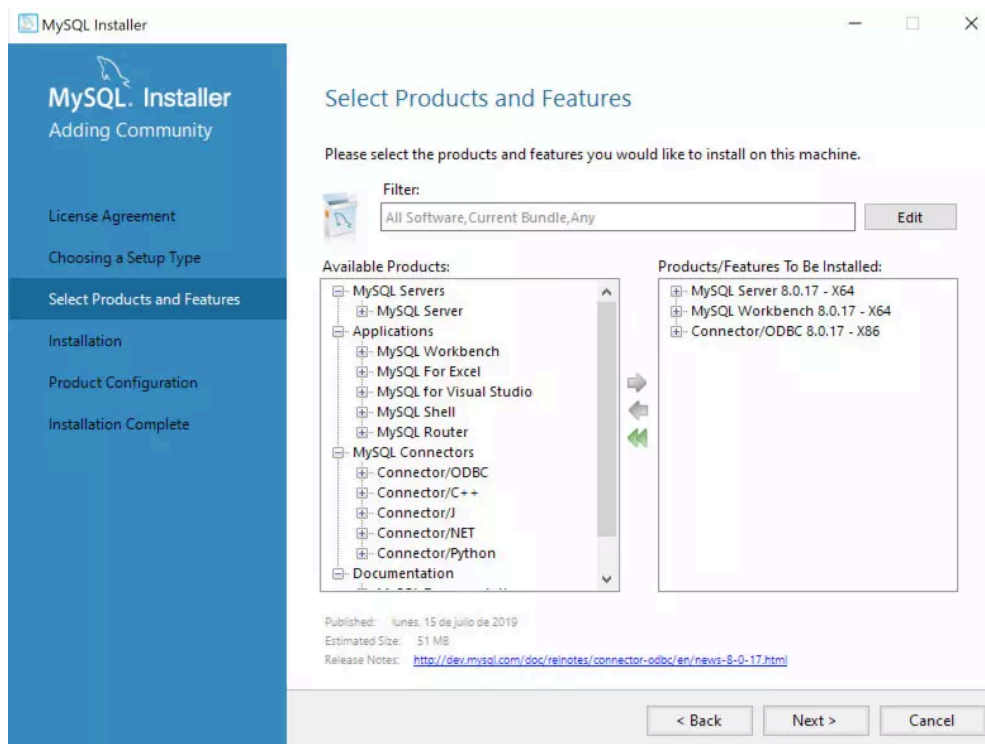 MySQL Installer
MySQL. Installer
Adding Community
License Agreement
Choosing a Setup Type
Select Products and Features
Installation
Product Configuration
Installation Complete
Select Products and Features
Please select the products and features you would like to install on this machine.
Filter:
All Software,Current Bundle,Any
Edit
Available Products:
MySQL Servers
MySQL Server
Applications
MySQL Workbench
MySQL For Excel
MySQL for Visual Studio
MySQL Shell
MySQL Router
MySQL Connectors
Connector/ODBC
Connector/C++
Connector/J
Connector/NET
Connector/Python
Documentation
Products/Features To Be Installed:
MySQL Server 8.0.17 - X64
MySQL Workbench 8.0.17 - X64
Connector/ODBC 8.0.17 - X86
Published: lunes, 15 de julio de 2019
Estimated Size: 51 MB
Release Notes: http://dev.mysql.com/doc/relnotes/connector-odbc/en/news-8-0-17.html
< Back
Next >
Cancel